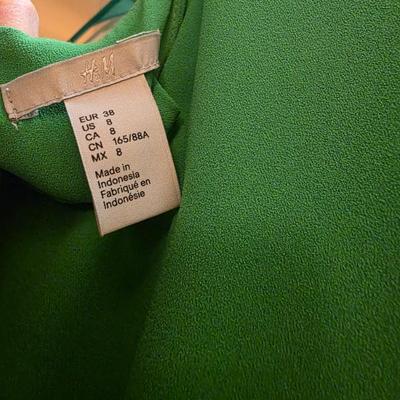 H&M
EUR 38
US 8
CA 8
CN 165/88A
MX 8
Made in
Indonesia
Fabriqué en
Indonésie